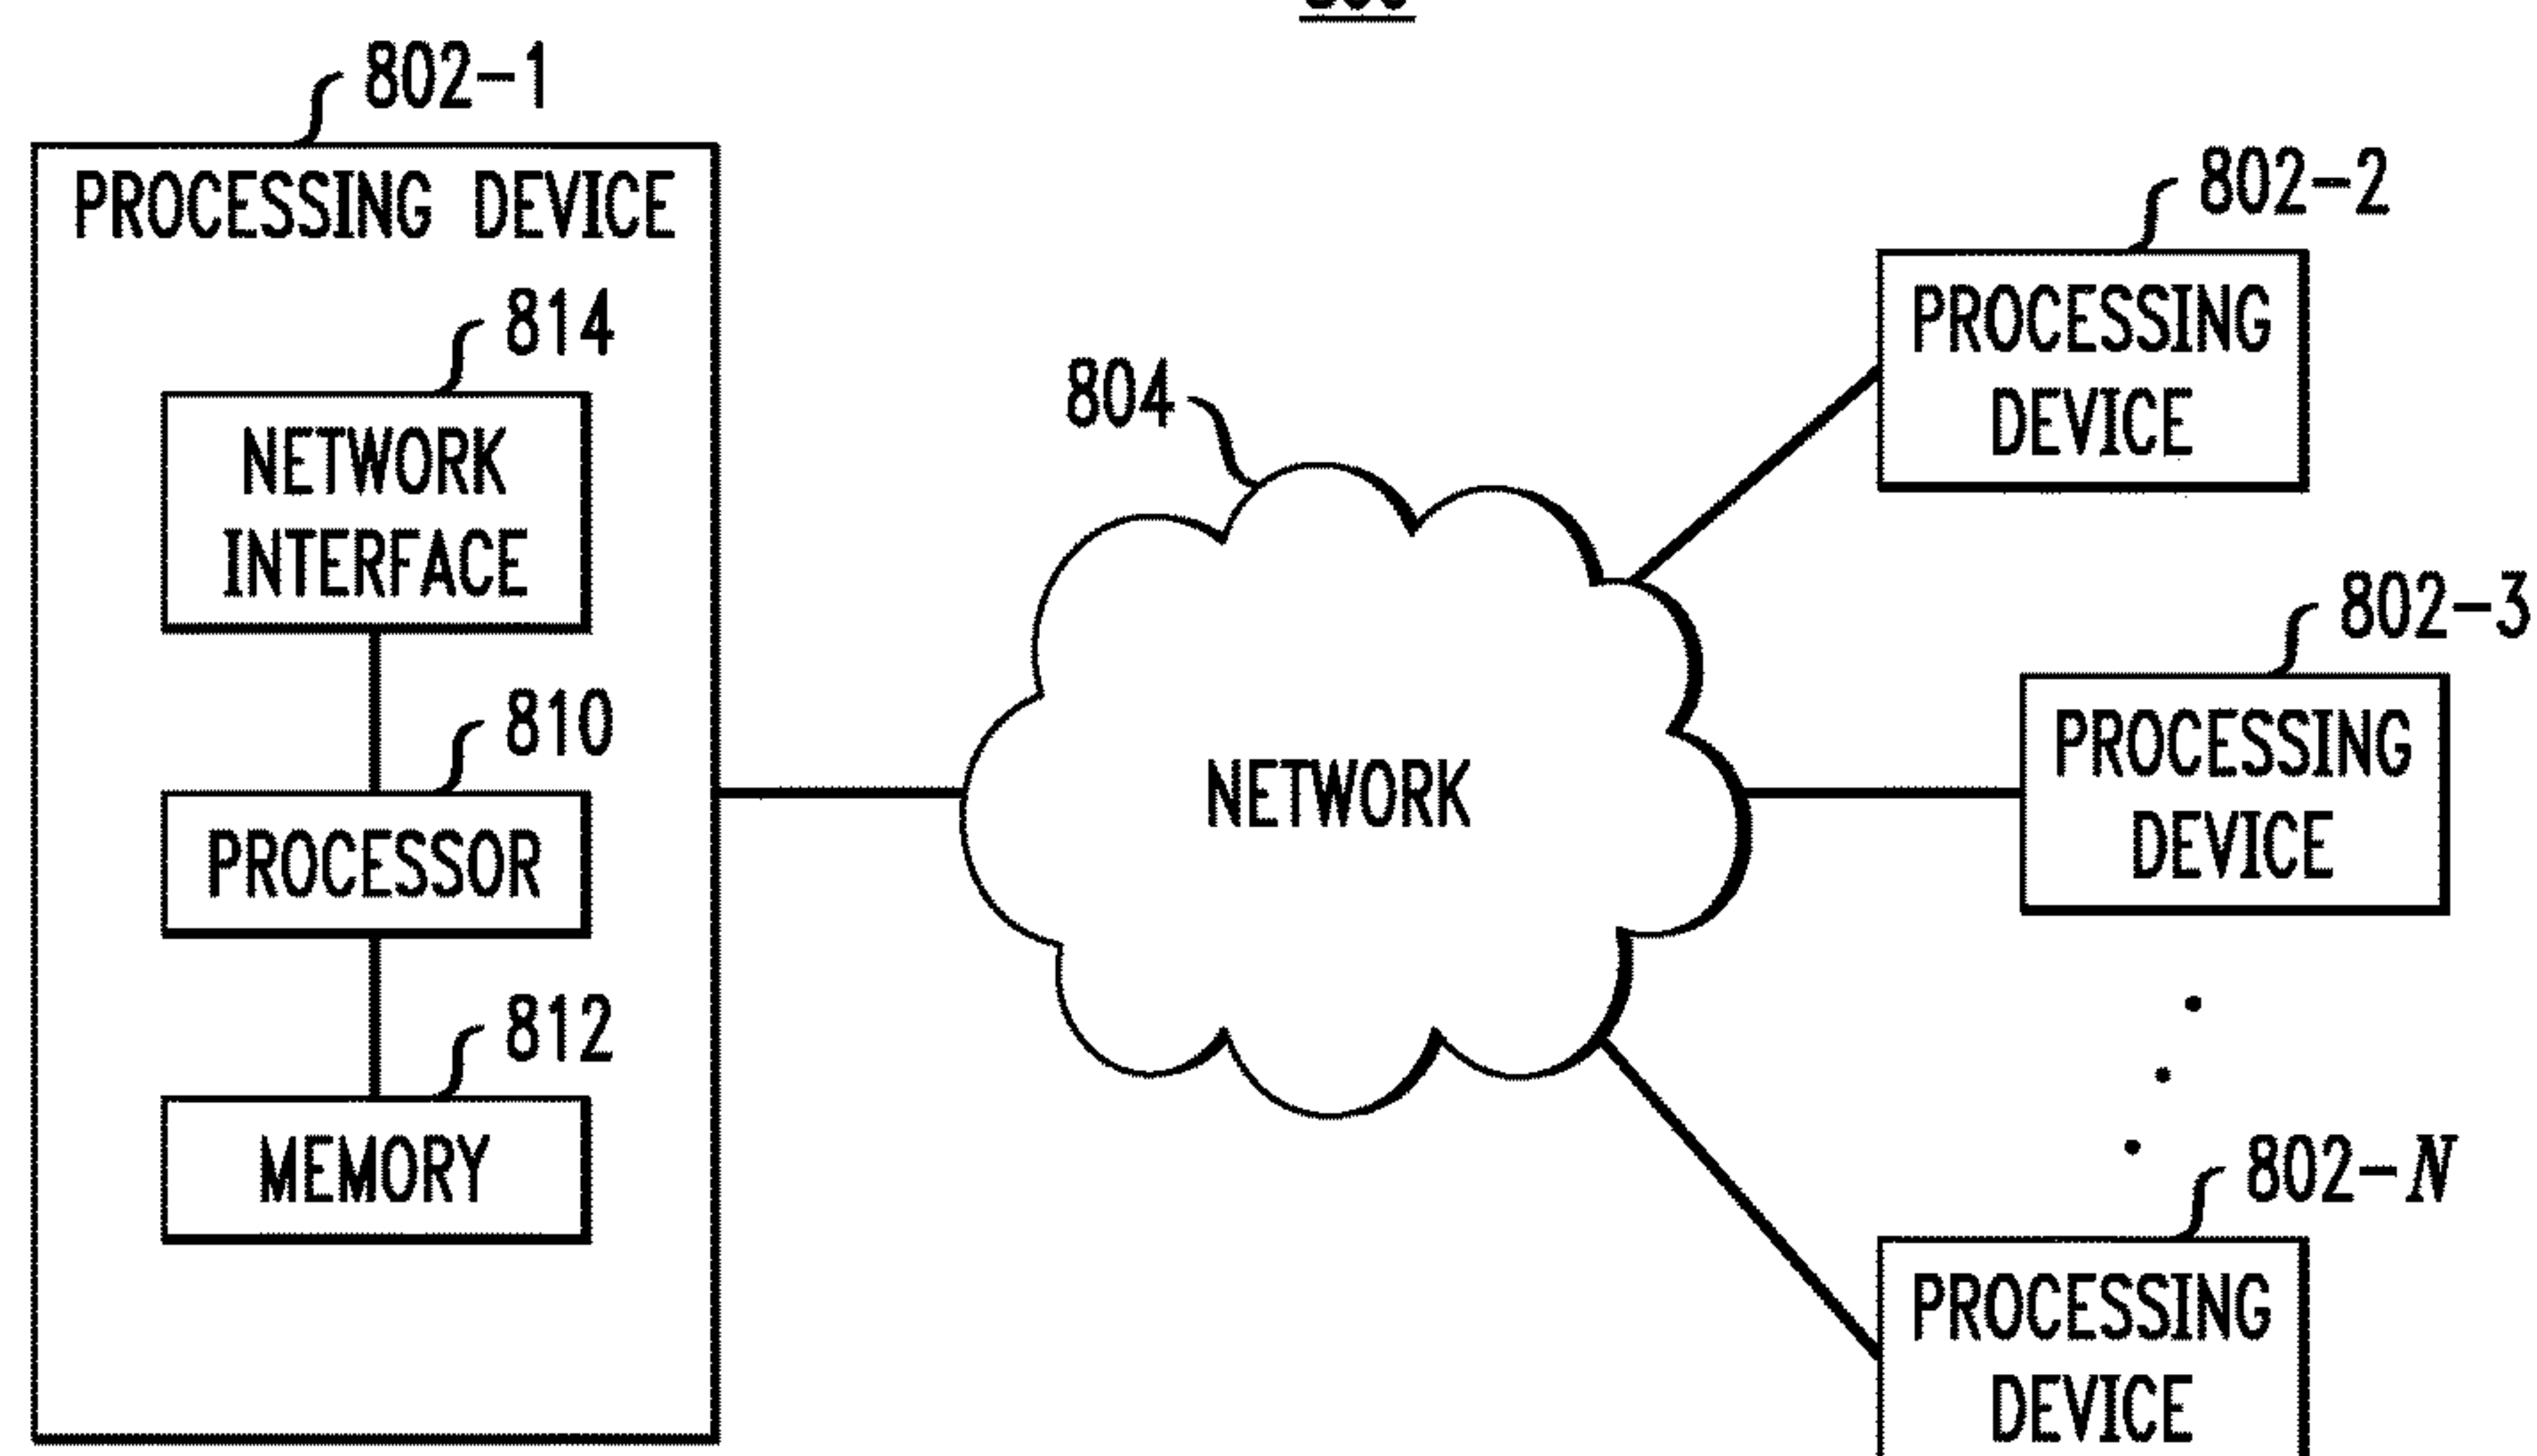 802-1
PROCESSING DEVICE
814
NETWORK
INTERFACE
810
PROCESSOR
812
MEMORY
804
NETWORK
802-2
PROCESSING
DEVICE
802-3
PROCESSING
DEVICE
802-N
PROCESSING
DEVICE